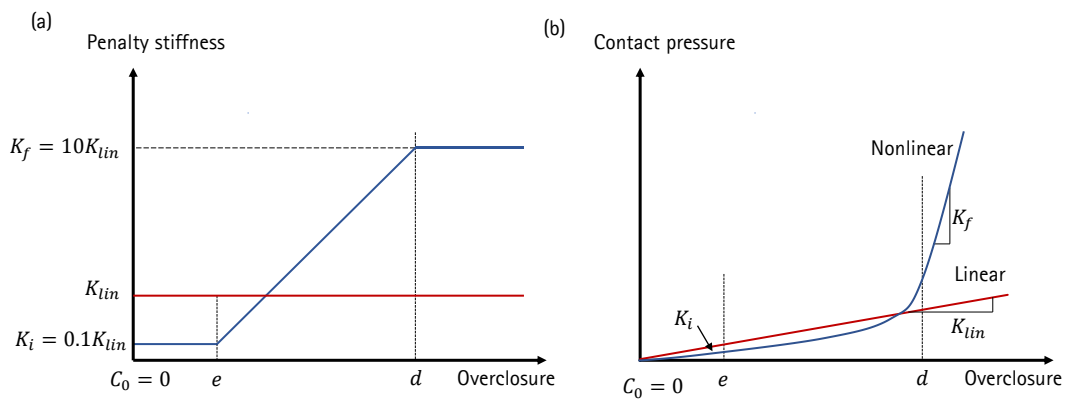 (a)
Penalty stiffness
K_f = 10K_lin
K_lin
K_i = 0.1K_lin
C_0 = 0
e
d
Overclosure
(b)
Contact pressure
Nonlinear
K_f
Linear
K_i
K_lin
C_0 = 0
e
d
Overclosure